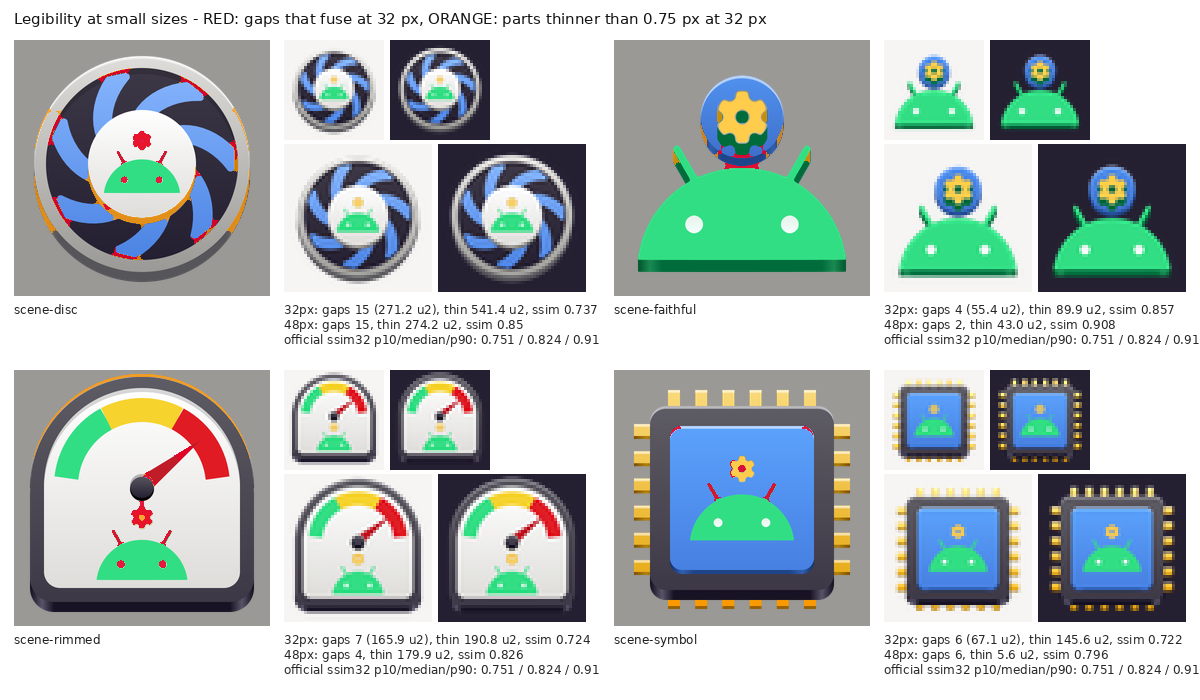 Legibility at small sizes - RED: gaps that fuse at 32 px, ORANGE: parts thinner than 0.75 px at 32 px
scene-disc
32px: gaps 15 (271.2 u2), thin 541.4 u2, ssim 0.737
48px: gaps 15, thin 274.2 u2, ssim 0.85
official ssim32 p10/median/p90: 0.751 / 0.824 / 0.91
scene-faithful
32px: gaps 4 (55.4 u2), thin 89.9 u2, ssim 0.857
48px: gaps 2, thin 43.0 u2, ssim 0.908
official ssim32 p10/median/p90: 0.751 / 0.824 / 0.91
scene-rimmed
32px: gaps 7 (165.9 u2), thin 190.8 u2, ssim 0.724
48px: gaps 4, thin 179.9 u2, ssim 0.826
official ssim32 p10/median/p90: 0.751 / 0.824 / 0.91
scene-symbol
32px: gaps 6 (67.1 u2), thin 145.6 u2, ssim 0.722
48px: gaps 6, thin 5.6 u2, ssim 0.796
official ssim32 p10/median/p90: 0.751 / 0.824 / 0.91